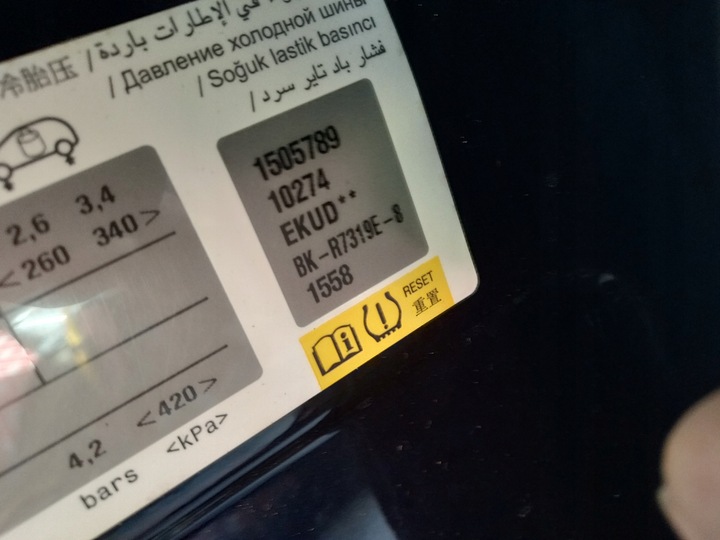 في الإطارات باردة /
冷胎压 / Давление холодной шины
/ Soğuk lastik basıncı
فشار باد تایر سرد /
2,6 3,4
<260 340>
4,2 <420>
bars <kPa>
1505789
10274
EKUD**
BK-R7319E-8
1558
RESET
重置